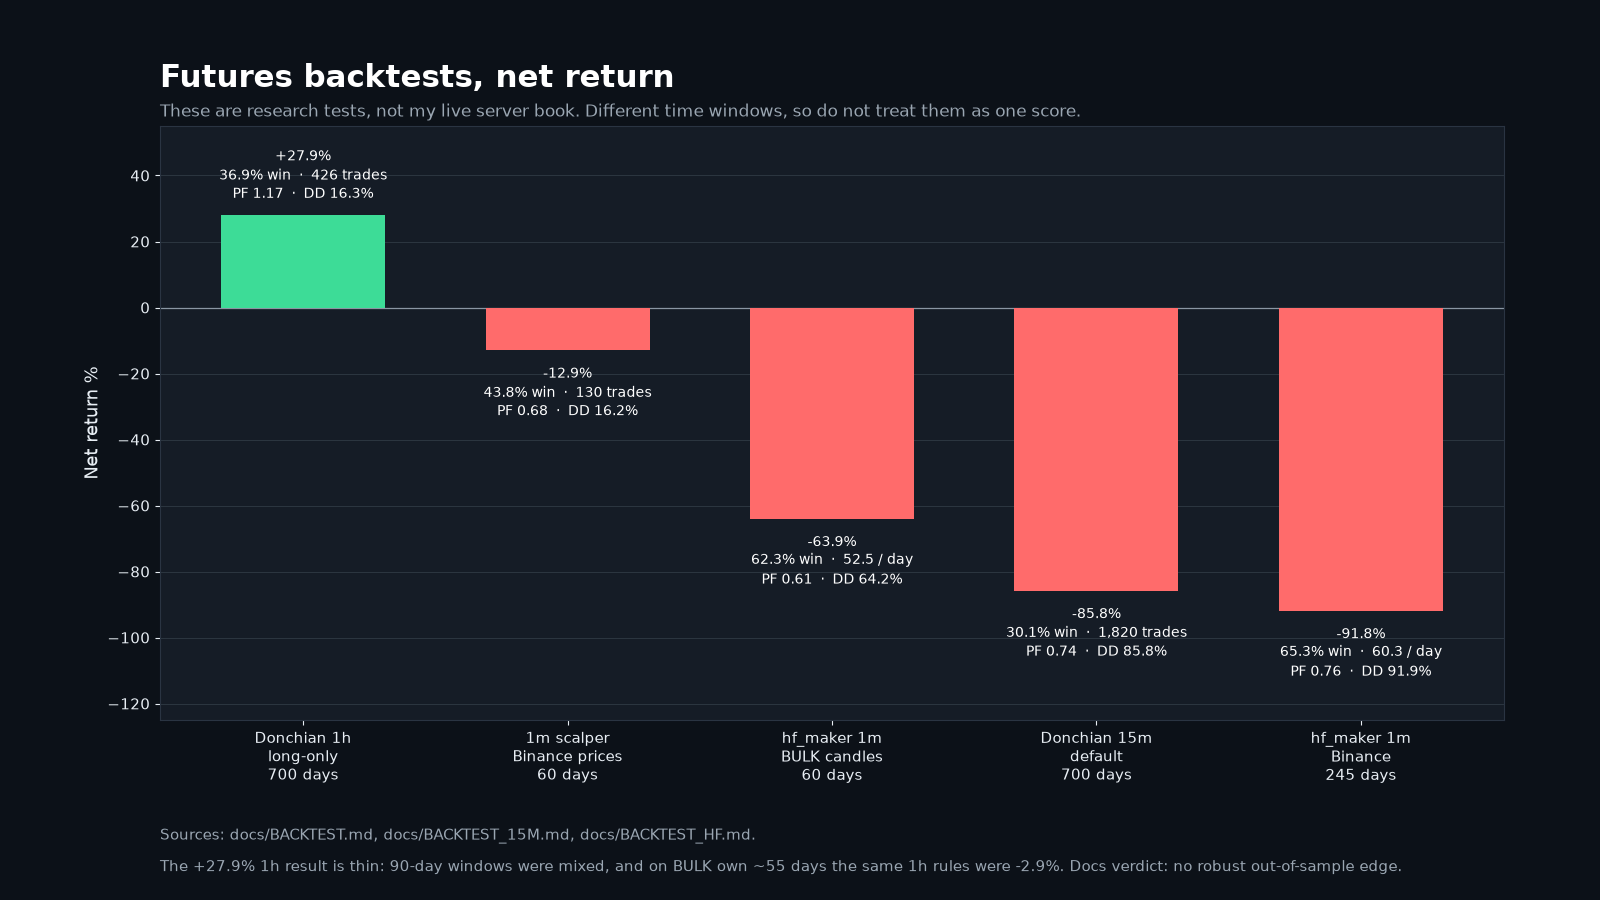 Futures backtests, net return
These are research tests, not my live server book. Different time windows, so do not treat them as one score.
Net return %
40
20
0
−20
−40
−60
−80
−100
−120
+27.9%
36.9% win · 426 trades
PF 1.17 · DD 16.3%
-12.9%
43.8% win · 130 trades
PF 0.68 · DD 16.2%
-63.9%
62.3% win · 52.5 / day
PF 0.61 · DD 64.2%
-85.8%
30.1% win · 1,820 trades
PF 0.74 · DD 85.8%
-91.8%
65.3% win · 60.3 / day
PF 0.76 · DD 91.9%
Donchian 1h
long-only
700 days
1m scalper
Binance prices
60 days
hf_maker 1m
BULK candles
60 days
Donchian 15m
default
700 days
hf_maker 1m
Binance
245 days
Sources: docs/BACKTEST.md, docs/BACKTEST_15M.md, docs/BACKTEST_HF.md.
The +27.9% 1h result is thin: 90-day windows were mixed, and on BULK own ~55 days the same 1h rules were -2.9%. Docs verdict: no robust out-of-sample edge.